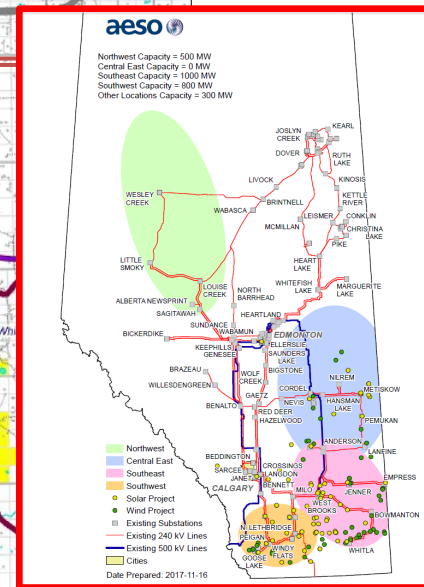 aeso
Northwest Capacity = 500 MW
Central East Capacity = 0 MW
Southeast Capacity = 1000 MW
Southwest Capacity = 800 MW
Other Locations Capacity = 300 MW
JOSLYN CREEK
KEARL
DOVER
RUTH LAKE
LIVOCK
KINOSIS
WESLEY CREEK
BRINTNELL
KETTLE RIVER
WABASCA
LEISMER
CONKLIN
MCMILLAN
CHRISTINA LAKE
PIKE
LITTLE SMOKY
HEART LAKE
LOUISE CREEK
WHITEFISH LAKE
MARGUERITE LAKE
ALBERTA NEWSPRINT
NORTH BARRHEAD
SAGITAWAH
HEARTLAND
SUNDANCE
BICKERDIKE
WABAMUN
EDMONTON
KEEPHILLS
ELLERSLIE
GENESEE
SAUNDERS LAKE
BRAZEAU
WOLF CREEK
BIGSTONE
NILREM
WILLESDENGREEN
CORDEL
METISKOW
GAETZ
NEVIS
HANSMAN LAKE
BENALTO
RED DEER
PEMUKAN
HAZELWOOD
ANDERSON
LANFINE
BEDDINGTON
CROSSINGS
SARCEE
LANGDON
EMPRESS
JANET
BENNETT
MILO
JENNER
CALGARY
WEST BROOKS
BOWMANTON
N LETHBRIDGE
PEIGAN
WINDY FLATS
GOOSE LAKE
WHITLA
Northwest
Central East
Southeast
Southwest
Solar Project
Wind Project
Existing Substations
Existing 240 kV Lines
Existing 500 kV Lines
Cities
Date Prepared: 2017-11-16